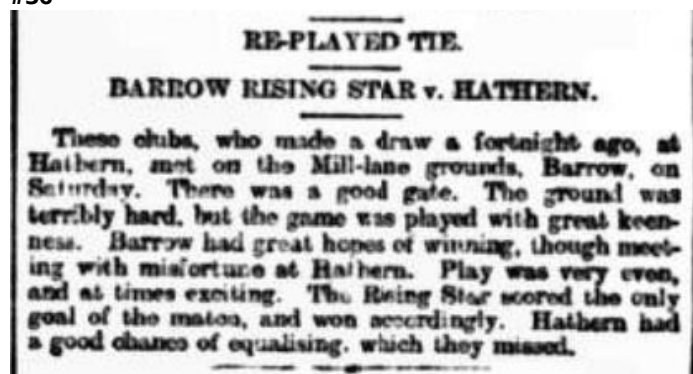 #30
RE-PLAYED TIE.
BARROW RISING STAR v. HATHERN.
These clubs, who made a draw a fortnight ago, at
Hathern, met on the Mill-lane grounds, Barrow, on
Saturday. There was a good gate. The ground was
terribly hard, but the game was played with great keen-
ness. Barrow had great hopes of winning, though meet-
ing with misfortune at Hathern. Play was very even,
and at times exciting. The Rising Star scored the only
goal of the match, and won accordingly. Hathern had
a good chance of equalising, which they missed.